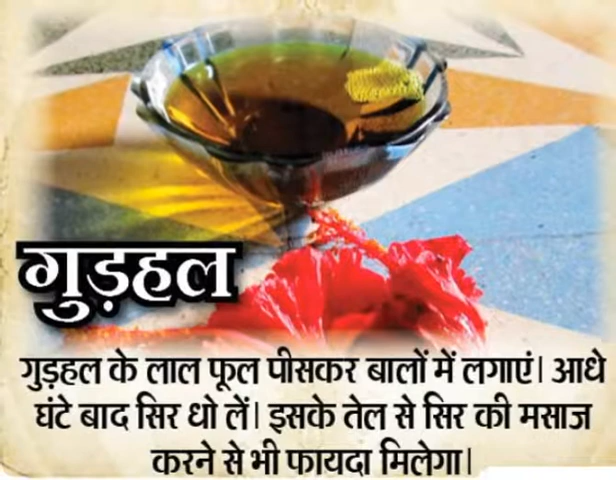 गुड़हल
गुड़हल के लाल फूल पीसकर बालों में लगाएं। आधे
घंटे बाद सिर धो लें। इसके तेल से सिर की मसाज
करने से भी फायदा मिलेगा।